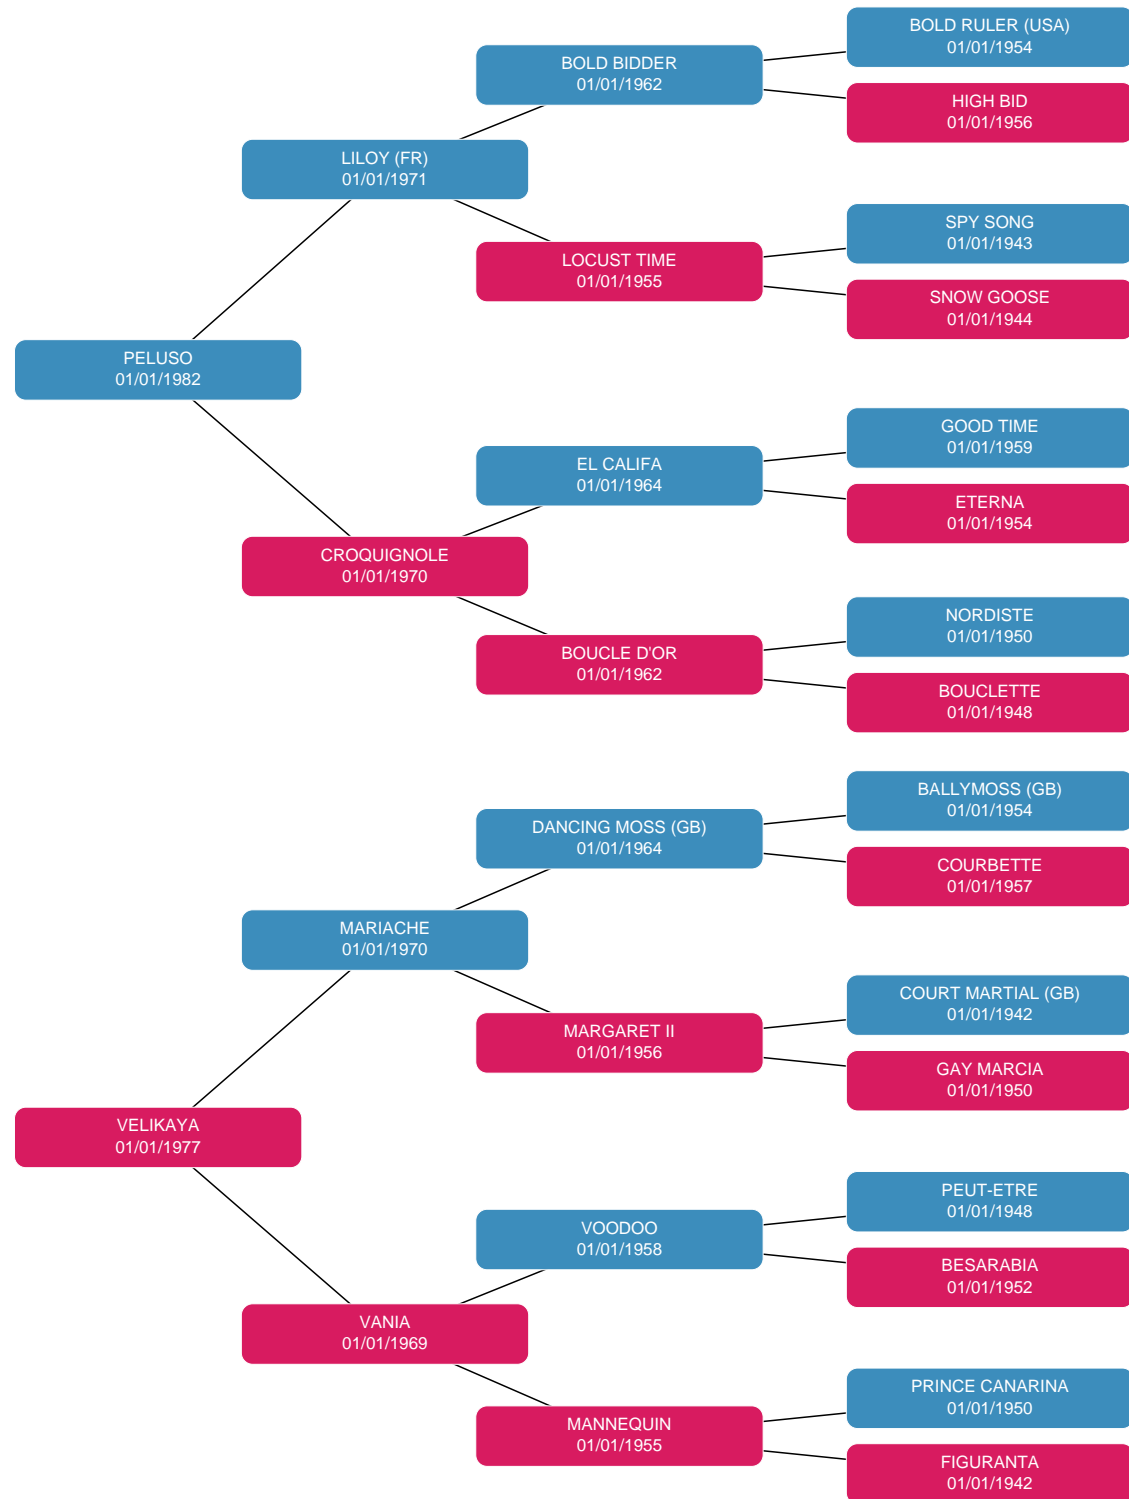 BOLD RULER (USA)
01/01/1954
BOLD BIDDER
01/01/1962
HIGH BID
01/01/1956
LILOY (FR)
01/01/1971
SPY SONG
01/01/1943
LOCUST TIME
01/01/1955
SNOW GOOSE
01/01/1944
PELUSO
01/01/1982
GOOD TIME
01/01/1959
EL CALIFA
01/01/1964
ETERNA
01/01/1954
CROQUIGNOLE
01/01/1970
NORDISTE
01/01/1950
BOUCLE D'OR
01/01/1962
BOUCLETTE
01/01/1948
BALLYMOSS (GB)
01/01/1954
DANCING MOSS (GB)
01/01/1964
COURBETTE
01/01/1957
MARIACHE
01/01/1970
COURT MARTIAL (GB)
01/01/1942
MARGARET II
01/01/1956
GAY MARCIA
01/01/1950
VELIKAYA
01/01/1977
PEUT-ETRE
01/01/1948
VOODOO
01/01/1958
BESARABIA
01/01/1952
VANIA
01/01/1969
PRINCE CANARINA
01/01/1950
MANNEQUIN
01/01/1955
FIGURANTA
01/01/1942